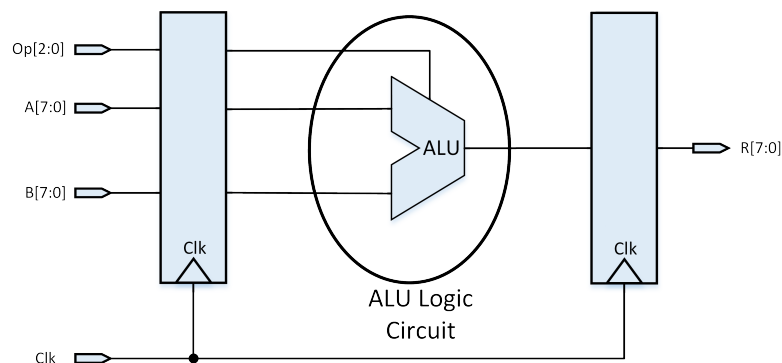 Op[2:0]
A[7:0]
ALU
R[7:0]
B[7:0]
Clk
Clk
ALU Logic
Circuit
Clk